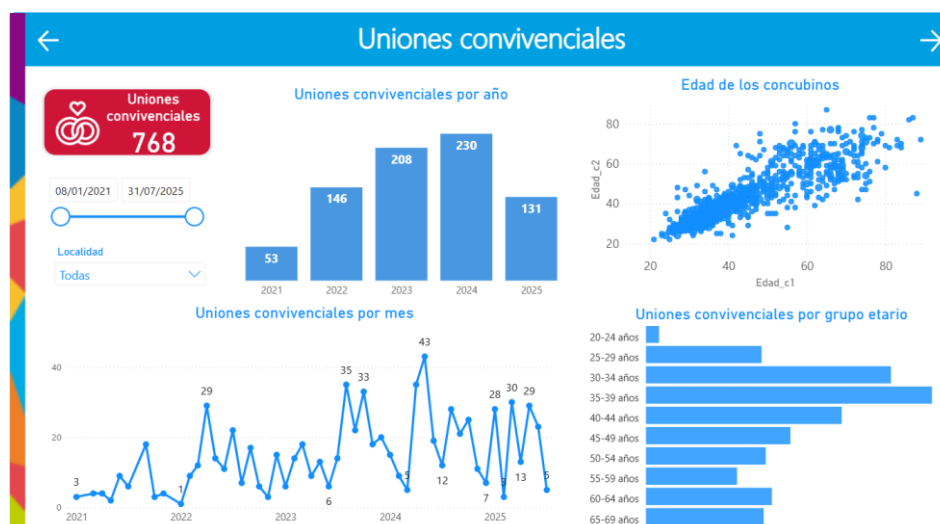 Uniones convivenciales
Uniones
convivenciales
768
08/01/2021 31/07/2025
Localidad
Todas
Uniones convivenciales por año
53
146
208
230
131
2021 2022 2023 2024 2025
Edad de los concubinos
Edad_c2
80
60
40
20
20 40 60 80
Edad_c1
Uniones convivenciales por mes
40
20
0
3
1
29
6
35
33
5
43
12
7
28
3
30
13
29
5
2021 2022 2023 2024 2025
Uniones convivenciales por grupo etario
20-24 años
25-29 años
30-34 años
35-39 años
40-44 años
45-49 años
50-54 años
55-59 años
60-64 años
65-69 años